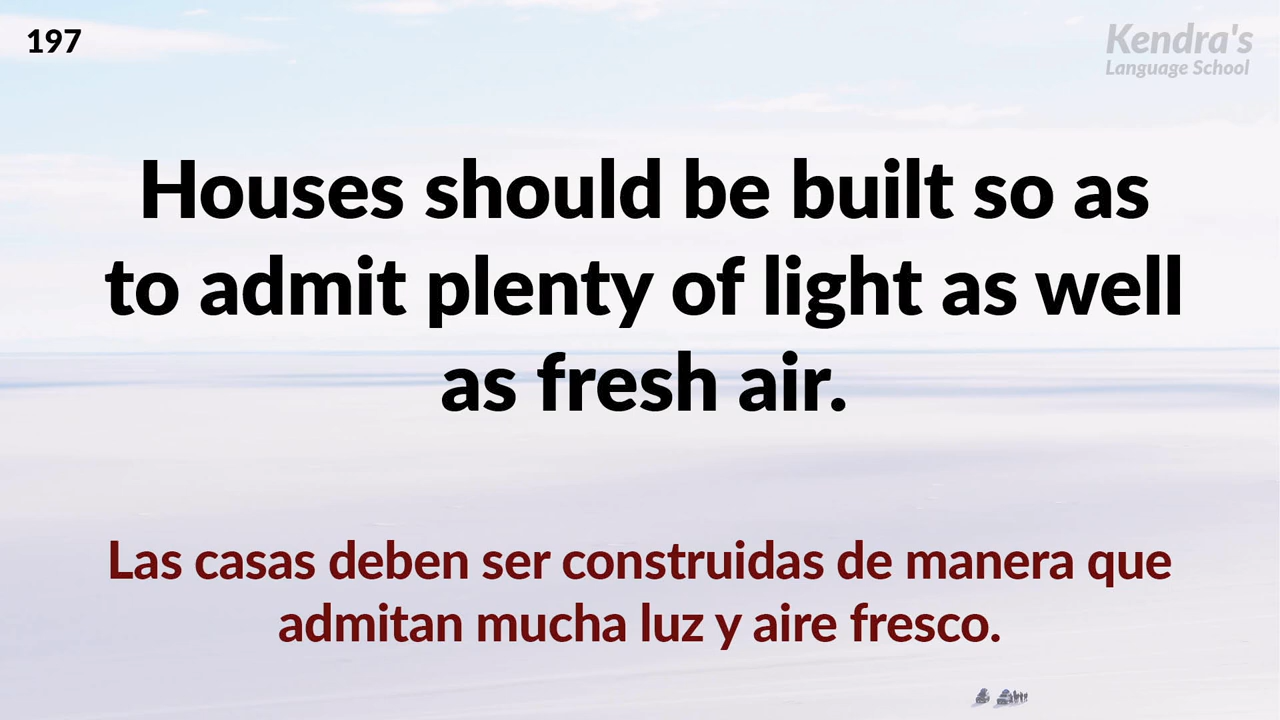 197
Kendra's
Language School
Houses should be built so as
to admit plenty of light as well
as fresh air.
Las casas deben ser construidas de manera que
admitan mucha luz y aire fresco.